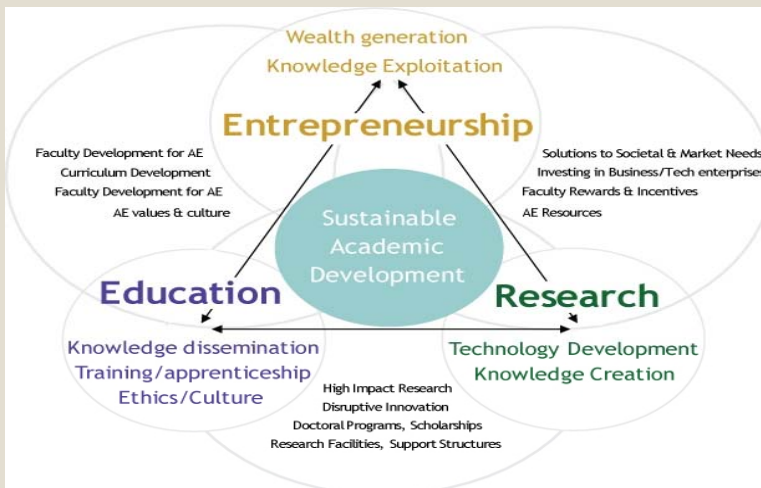 Wealth generation
Knowledge Exploitation
Entrepreneurship
Faculty Development for AE
Curriculum Development
Faculty Development for AE
AE values & culture
Solutions to Societal & Market Needs
Investing in Business/Tech enterprises
Faculty Rewards & Incentives
AE Resources
Sustainable
Academic
Development
Education
Knowledge dissemination
Training/apprenticeship
Ethics/Culture
Research
Technology Development
Knowledge Creation
High Impact Research
Disruptive Innovation
Doctoral Programs, Scholarships
Research Facilities, Support Structures